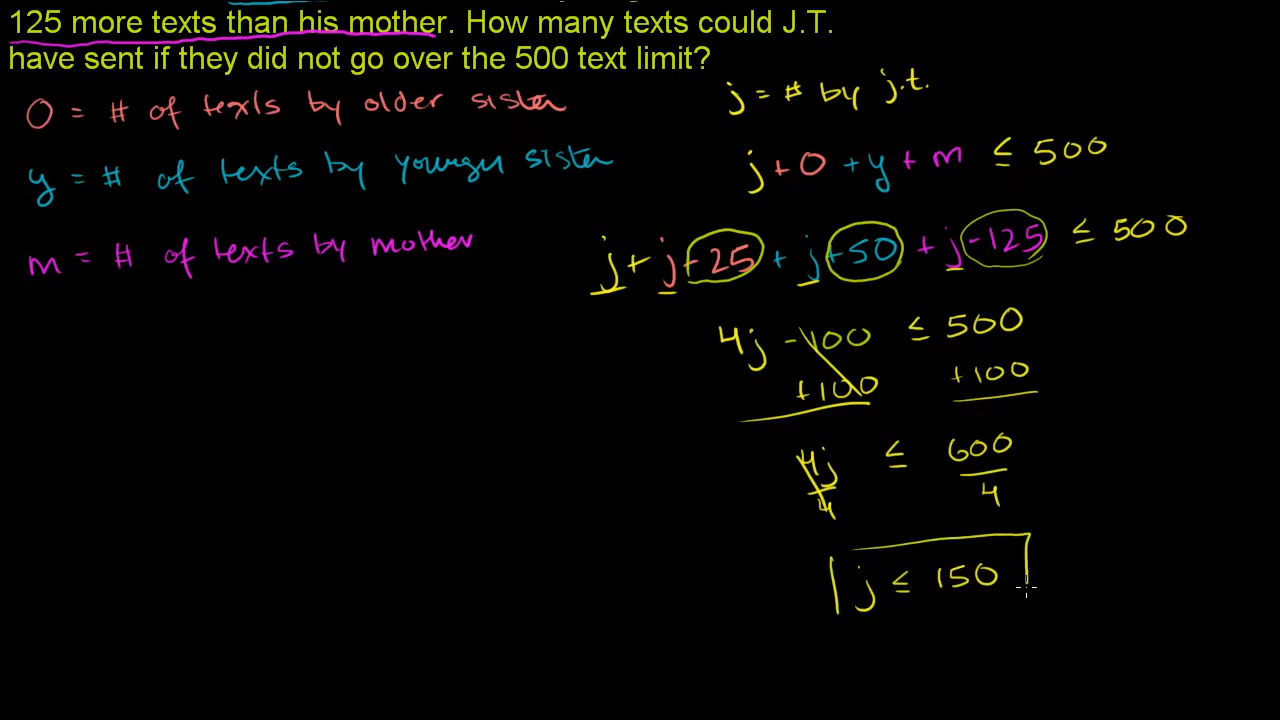 125 more texts than his mother. How many texts could J.T.
have sent if they did not go over the 500 text limit?
O = # of texts by older sister
y = # of texts by younger sister
m = # of texts by mother
j = # by j.t.
j + O + y + m ≤ 500
j + j + 25 + j + 50 + j - 125 ≤ 500
4j - 100 ≤ 500
+100 +100
4j ≤ 600
4 4
j ≤ 150